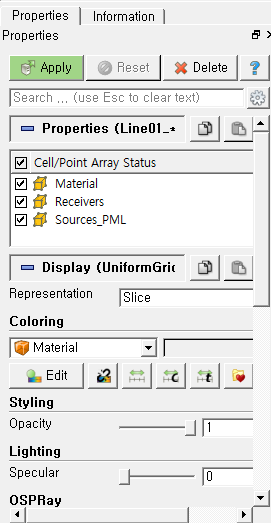 Properties Information
Properties
Apply Reset Delete ?
Search ... (use Esc to clear text)
Properties (Line01_*
Cell/Point Array Status
Material
Receivers
Sources_PML
Display (UniformGric
Representation Slice
Coloring
Material
Edit
Styling
Opacity 1
Lighting
Specular 0
OSPRay